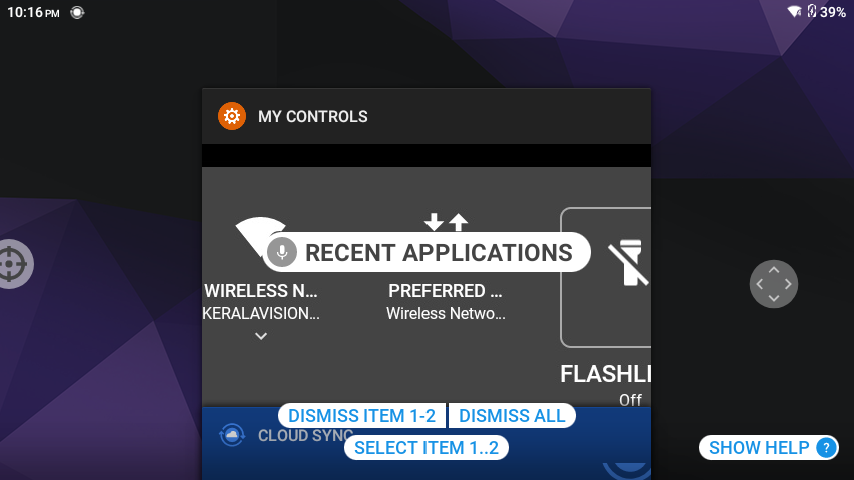 10:16 PM
39%
MY CONTROLS
RECENT APPLICATIONS
WIRELESS N...
PREFERRED ...
KERALAVISION...
Wireless Netwo...
FLASHLI
Off
DISMISS ITEM 1-2
DISMISS ALL
CLOUD SYNC
SELECT ITEM 1..2
SHOW HELP ?